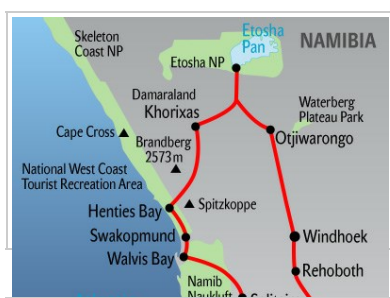 Skeleton
Coast NP
Etosha
Pan
NAMIBIA
Etosha NP
Damaraland
Khorixas
Waterberg
Plateau Park
Cape Cross
Brandberg
2573m
Otjiwarongo
National West Coast
Tourist Recreation Area
Henties Bay
Spitzkoppe
Swakopmund
Windhoek
Walvis Bay
Rehoboth
Namib